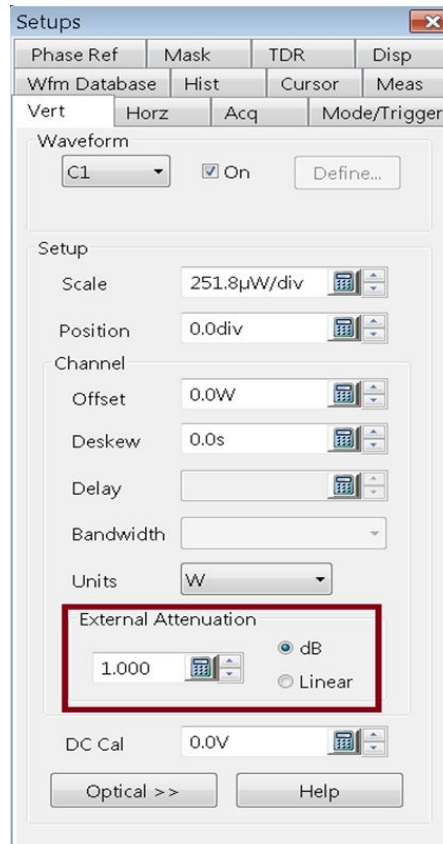 Setups
Phase Ref Mask TDR Disp
Wfm Database Hist Cursor Meas
Vert Horz Acq Mode/Trigger
Waveform
C1 On Define...
Setup
Scale 251.8µW/div
Position 0.0div
Channel
Offset 0.0W
Deskew 0.0s
Delay
Bandwidth
Units W
External Attenuation
dB
1.000
Linear
DC Cal 0.0V
Optical >> Help